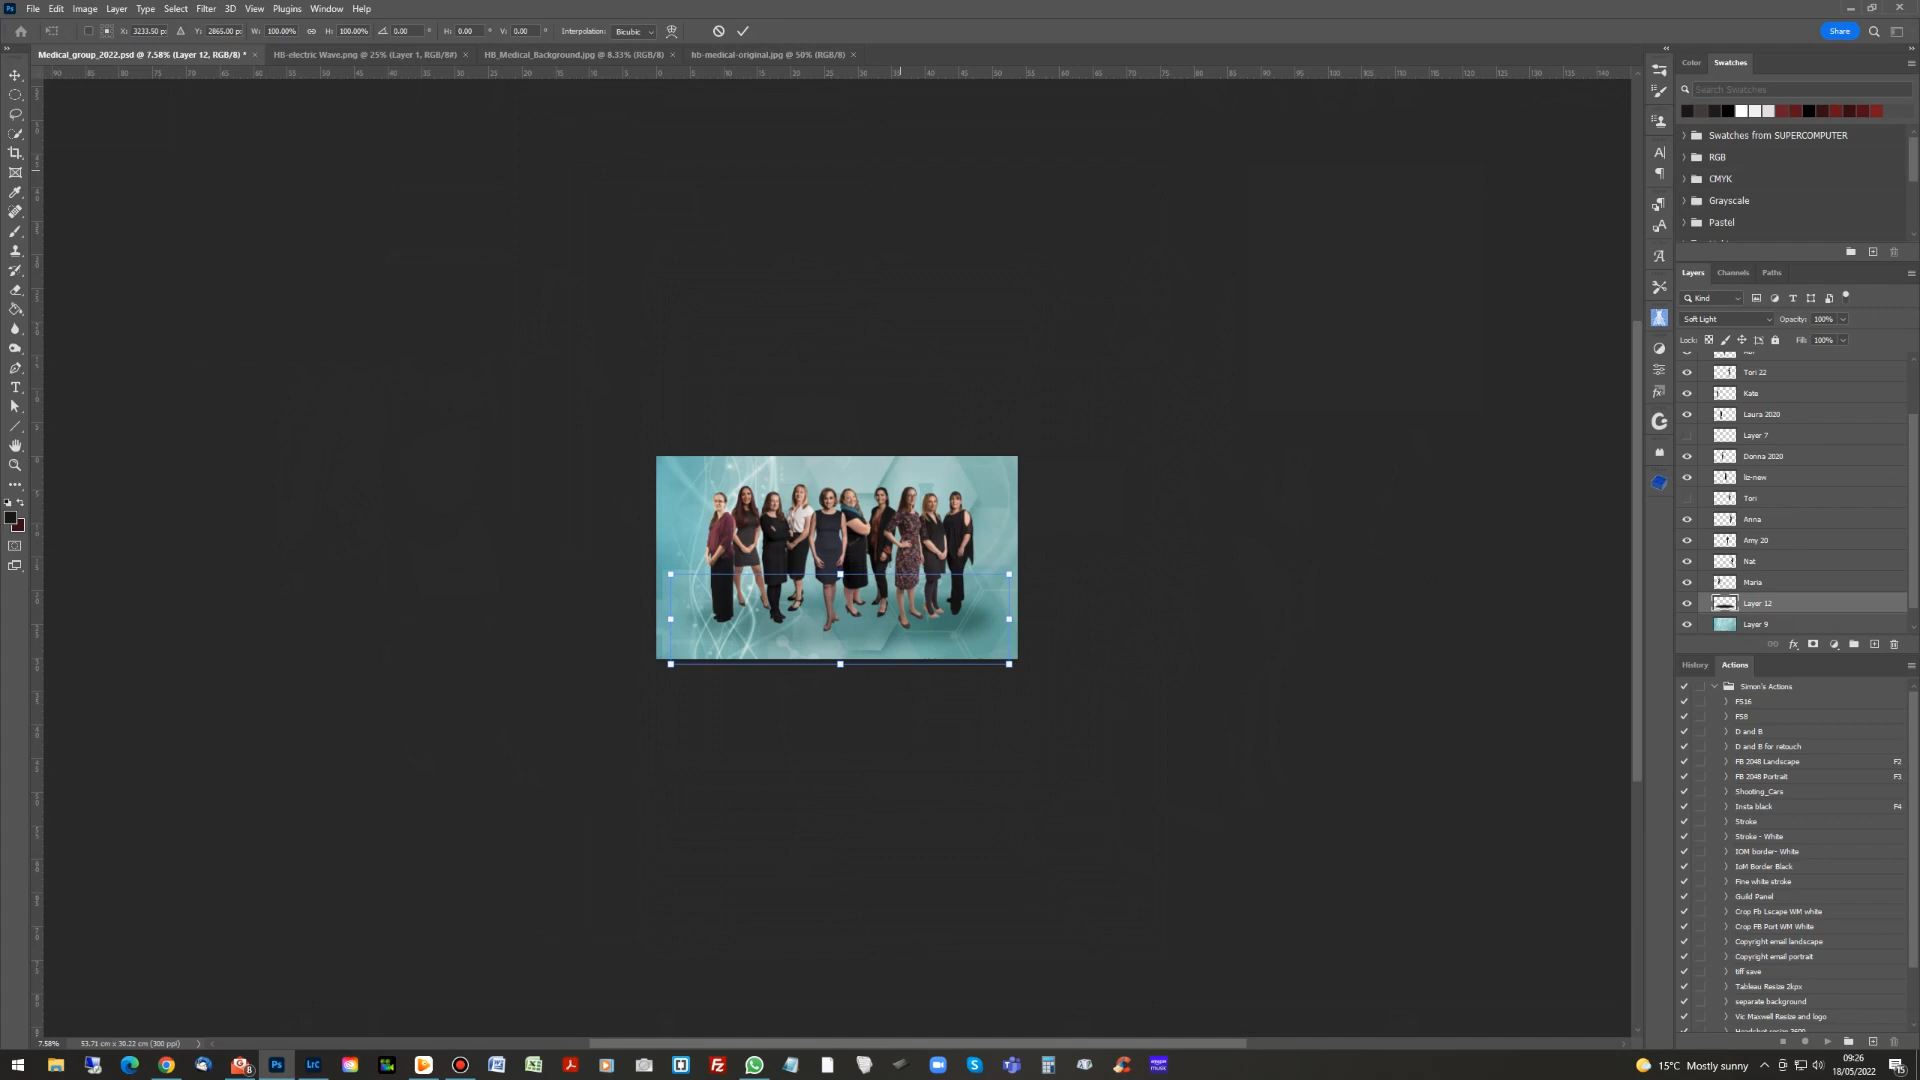 Ps File Edit Image Layer Type Select Filter 3D View Plugins Window Help
X: 3233.50 px Y: 2865.00 px W: 100.00% H: 100.00% 0.00 ° H: 0.00 ° V: 0.00 ° Interpolation: Bicubic Share
Medical_group_2022.psd @ 7.58% (Layer 12, RGB/8) * × HB-electric Wave.png @ 25% (Layer 1, RGB/8#) × HB_Medical_Background.jpg @ 8.33% (RGB/8) × hb-medical-original.jpg @ 50% (RGB/8) ×
Color Swatches
Search Swatches
Swatches from SUPERCOMPUTER
RGB
CMYK
Grayscale
Pastel
Layers Channels Paths
Kind
Soft Light Opacity: 100%
Lock: Fill: 100%
Tori 22
Kate
Laura 2020
Layer 7
Donna 2020
liz-new
Tori
Anna
Amy 20
Nat
Maria
Layer 12
Layer 9
History Actions
Simon's Actions
FS16
FS8
D and B
D and B for retouch
FB 2048 Landscape F2
FB 2048 Portrait F3
Shooting_Cars
Insta black F4
Stroke
Stroke - White
IOM border- White
IoM Border Black
Fine white stroke
Guild Panel
Crop Fb Lscape WM white
Crop FB Port WM White
Copyright email landscape
Copyright email portrait
tiff save
Tableau Resize 2kpx
separate background
Vic Maxwell Resize and logo
7.58% 53.71 cm x 30.22 cm (300 ppi)
15°C Mostly sunny 09:26
18/05/2022